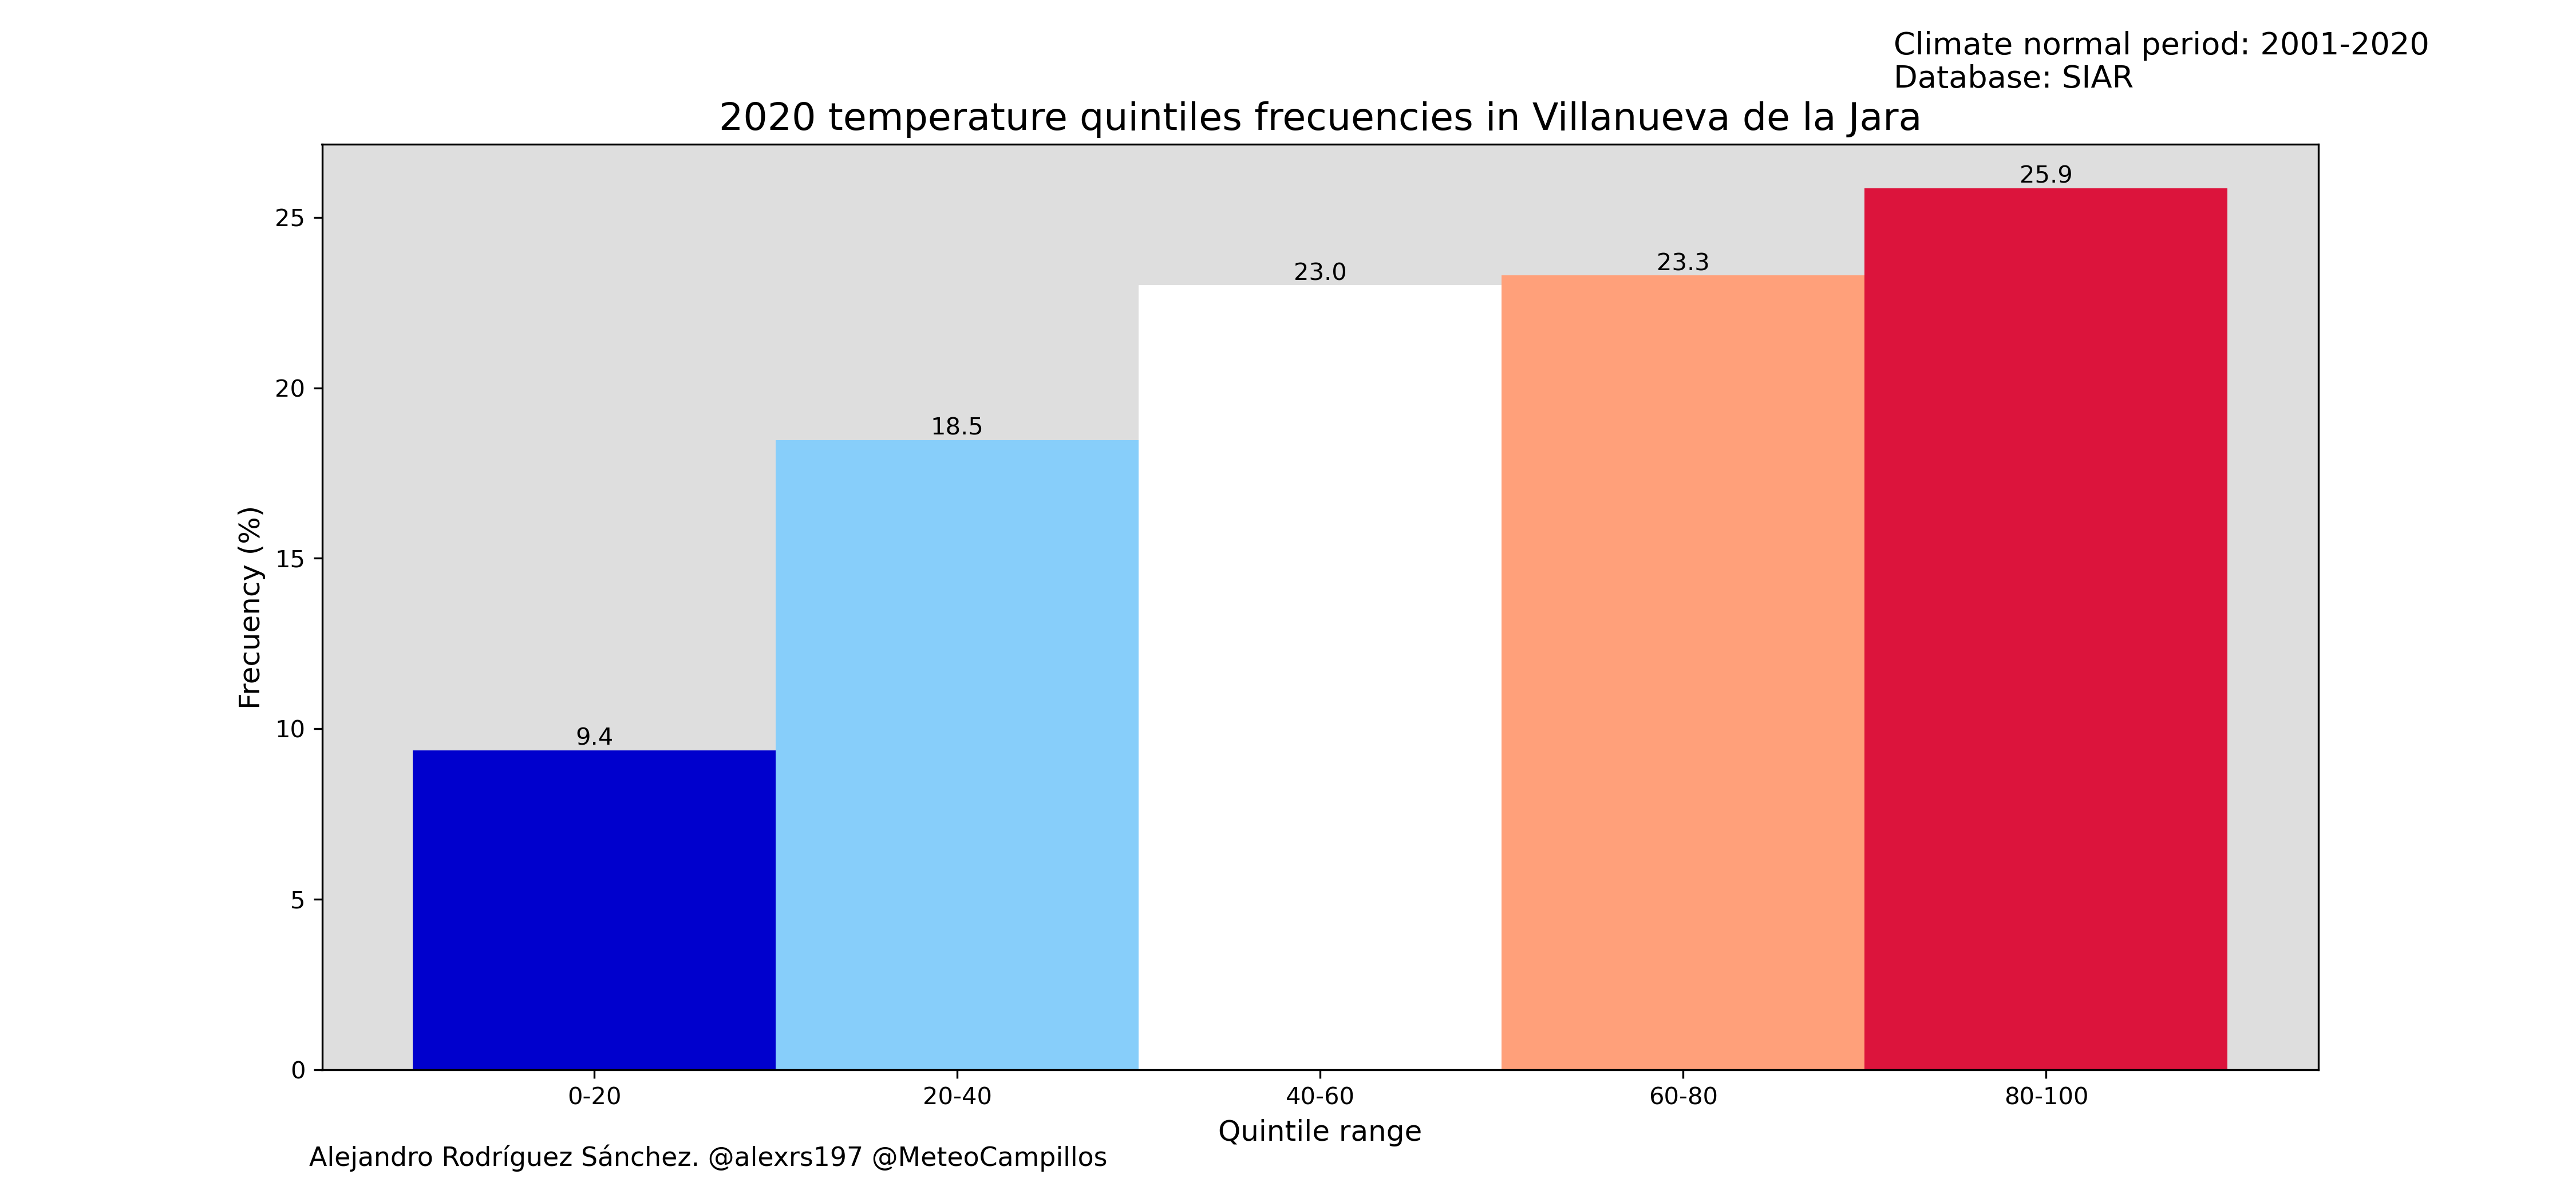 Climate normal period: 2001-2020
Database: SIAR
2020 temperature quintiles frecuencies in Villanueva de la Jara
25.9
25
23.3
23.0
20
18.5
Frecuency (%)
15
10
9.4
5
0
0-20 20-40 40-60 60-80 80-100
Quintile range
Alejandro Rodríguez Sánchez. @alexrs197 @MeteoCampillos